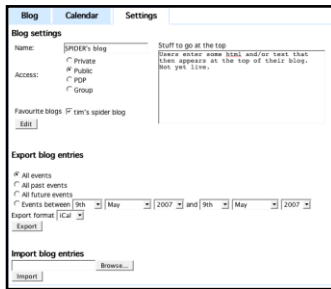 Blog Calendar Settings
Blog settings
Name: SPIDER's blog
Stuff to go at the top
Users enter some html and/or text that
then appears at the top of their blog.
Not yet live.
Access:
Private
Public
PDP
Group
Favourite blogs tim's spider blog
Edit
Export blog entries
All events
All past events
All future events
Events between 9th May 2007 and 9th May 2007
Export format iCal
Export
Import blog entries
Browse...
Import